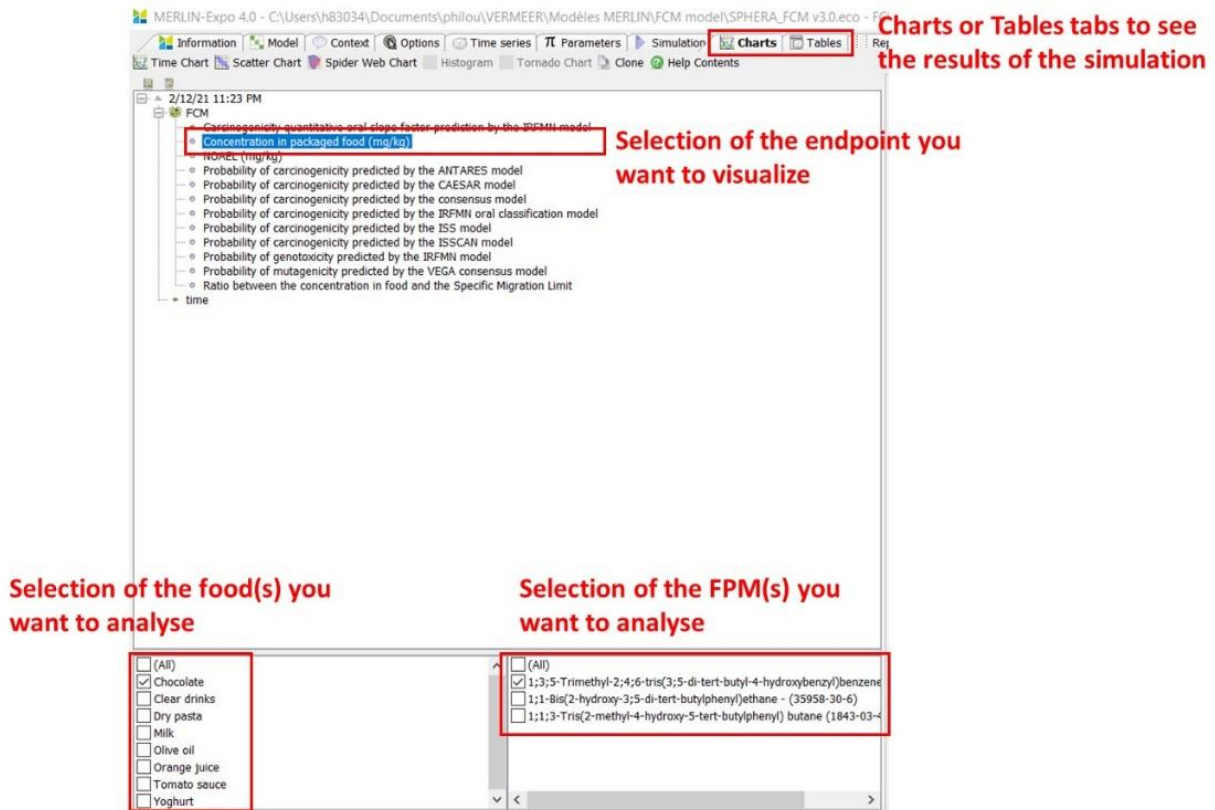 MERLIN-Expo 4.0 - C:\Users\h83034\Documents\philou\VERMEER\Modèles MERLIN\FCM model\SPHERA_FCM v3.0.eco - FC
Charts or Tables tabs to see
the results of the simulation
Information Model Context Options Time series π Parameters Simulation Charts Tables Re
Time Chart Scatter Chart Spider Web Chart Histogram Tornado Chart Clone Help Contents
2/12/21 11:23 PM
FCM
Carcinogenicity quantitative oral slope factor prediction by the IRFMN model
Concentration in packaged food (mg/kg)
NOAEL (mg/kg)
Probability of carcinogenicity predicted by the ANTARES model
Probability of carcinogenicity predicted by the CAESAR model
Probability of carcinogenicity predicted by the consensus model
Probability of carcinogenicity predicted by the IRFMN oral classification model
Probability of carcinogenicity predicted by the ISS model
Probability of carcinogenicity predicted by the ISSCAN model
Probability of genotoxicity predicted by the IRFMN model
Probability of mutagenicity predicted by the VEGA consensus model
Ratio between the concentration in food and the Specific Migration Limit
time
Selection of the endpoint you
want to visualize
Selection of the food(s) you
want to analyse
Selection of the FPM(s) you
want to analyse
(All)
Chocolate
Clear drinks
Dry pasta
Milk
Olive oil
Orange juice
Tomato sauce
Yoghurt
(All)
1;3;5-Trimethyl-2;4;6-tris(3;5-di-tert-butyl-4-hydroxybenzyl)benzene
1;1-Bis(2-hydroxy-3;5-di-tert-butylphenyl)ethane - (35958-30-6)
1;1;3-Tris(2-methyl-4-hydroxy-5-tert-butylphenyl) butane (1843-03-4